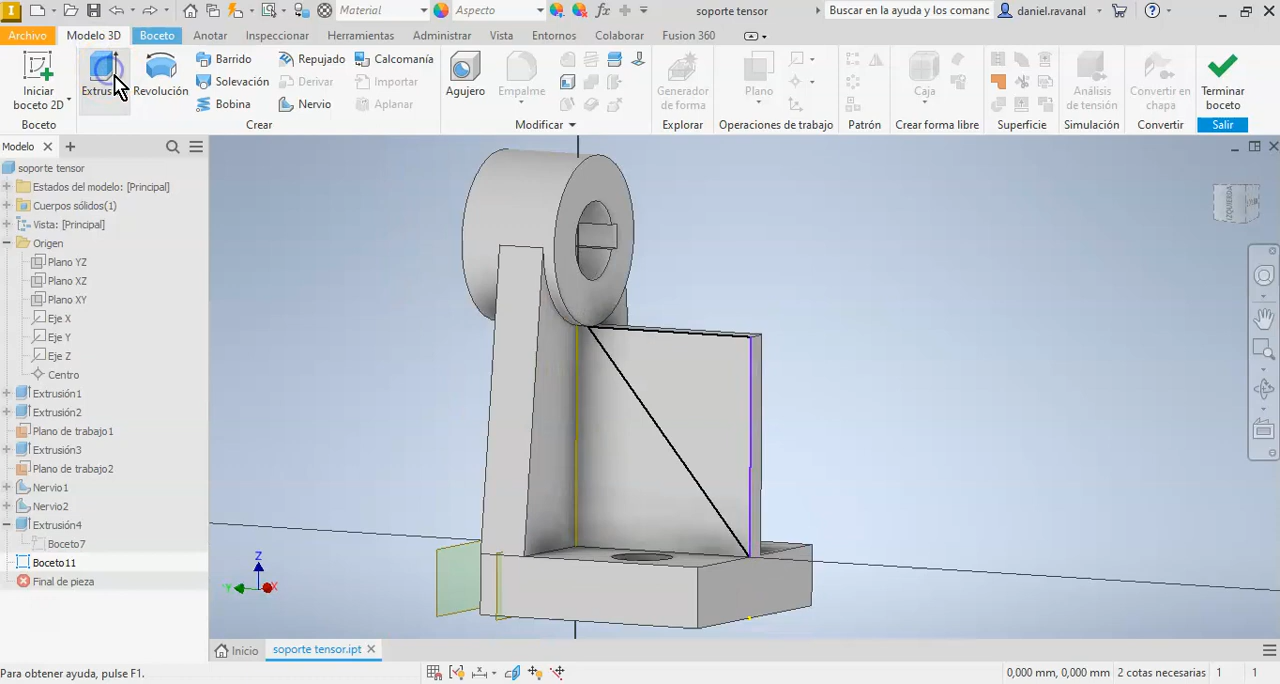 Material
Aspecto
soporte tensor
Buscar en la ayuda y los comanc
daniel.ravanal
Archivo
Modelo 3D
Boceto
Anotar
Inspeccionar
Herramientas
Administrar
Vista
Entornos
Colaborar
Fusion 360
Iniciar
boceto 2D
Boceto
Revolución
Barrido
Solevación
Bobina
Repujado
Derivar
Nervio
Calcomanía
Importar
Aplanar
Crear
Agujero
Empalme
Modificar
Generador
de forma
Explorar
Plano
Operaciones de trabajo
Patrón
Caja
Crear forma libre
Superficie
Análisis
de tensión
Simulación
Convertir en
chapa
Convertir
Terminar
boceto
Salir
Modelo
soporte tensor
Estados del modelo: [Principal]
Cuerpos sólidos(1)
Vista: [Principal]
Origen
Plano YZ
Plano XZ
Plano XY
Eje X
Eje Y
Eje Z
Centro
Extrusión1
Extrusión2
Plano de trabajo1
Extrusión3
Plano de trabajo2
Nervio1
Nervio2
Extrusión4
Boceto7
Boceto11
Final de pieza
Z
Y
X
Inicio
soporte tensor.ipt
Para obtener ayuda, pulse F1.
0,000 mm, 0,000 mm
2 cotas necesarias
1
1